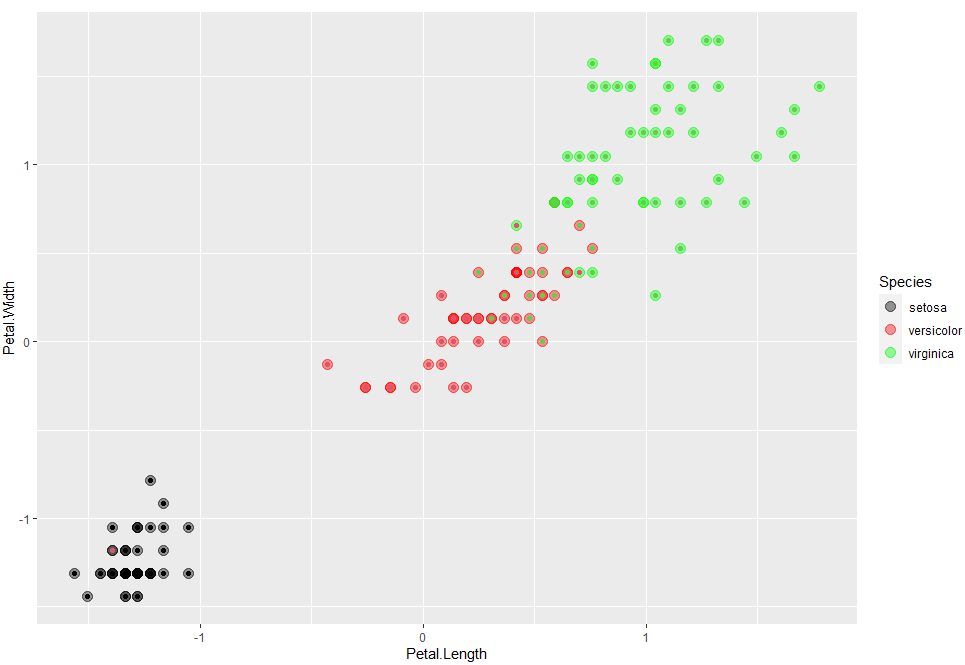 1
0
-1
-1
0
1
Petal.Width
Petal.Length
Species
setosa
versicolor
virginica